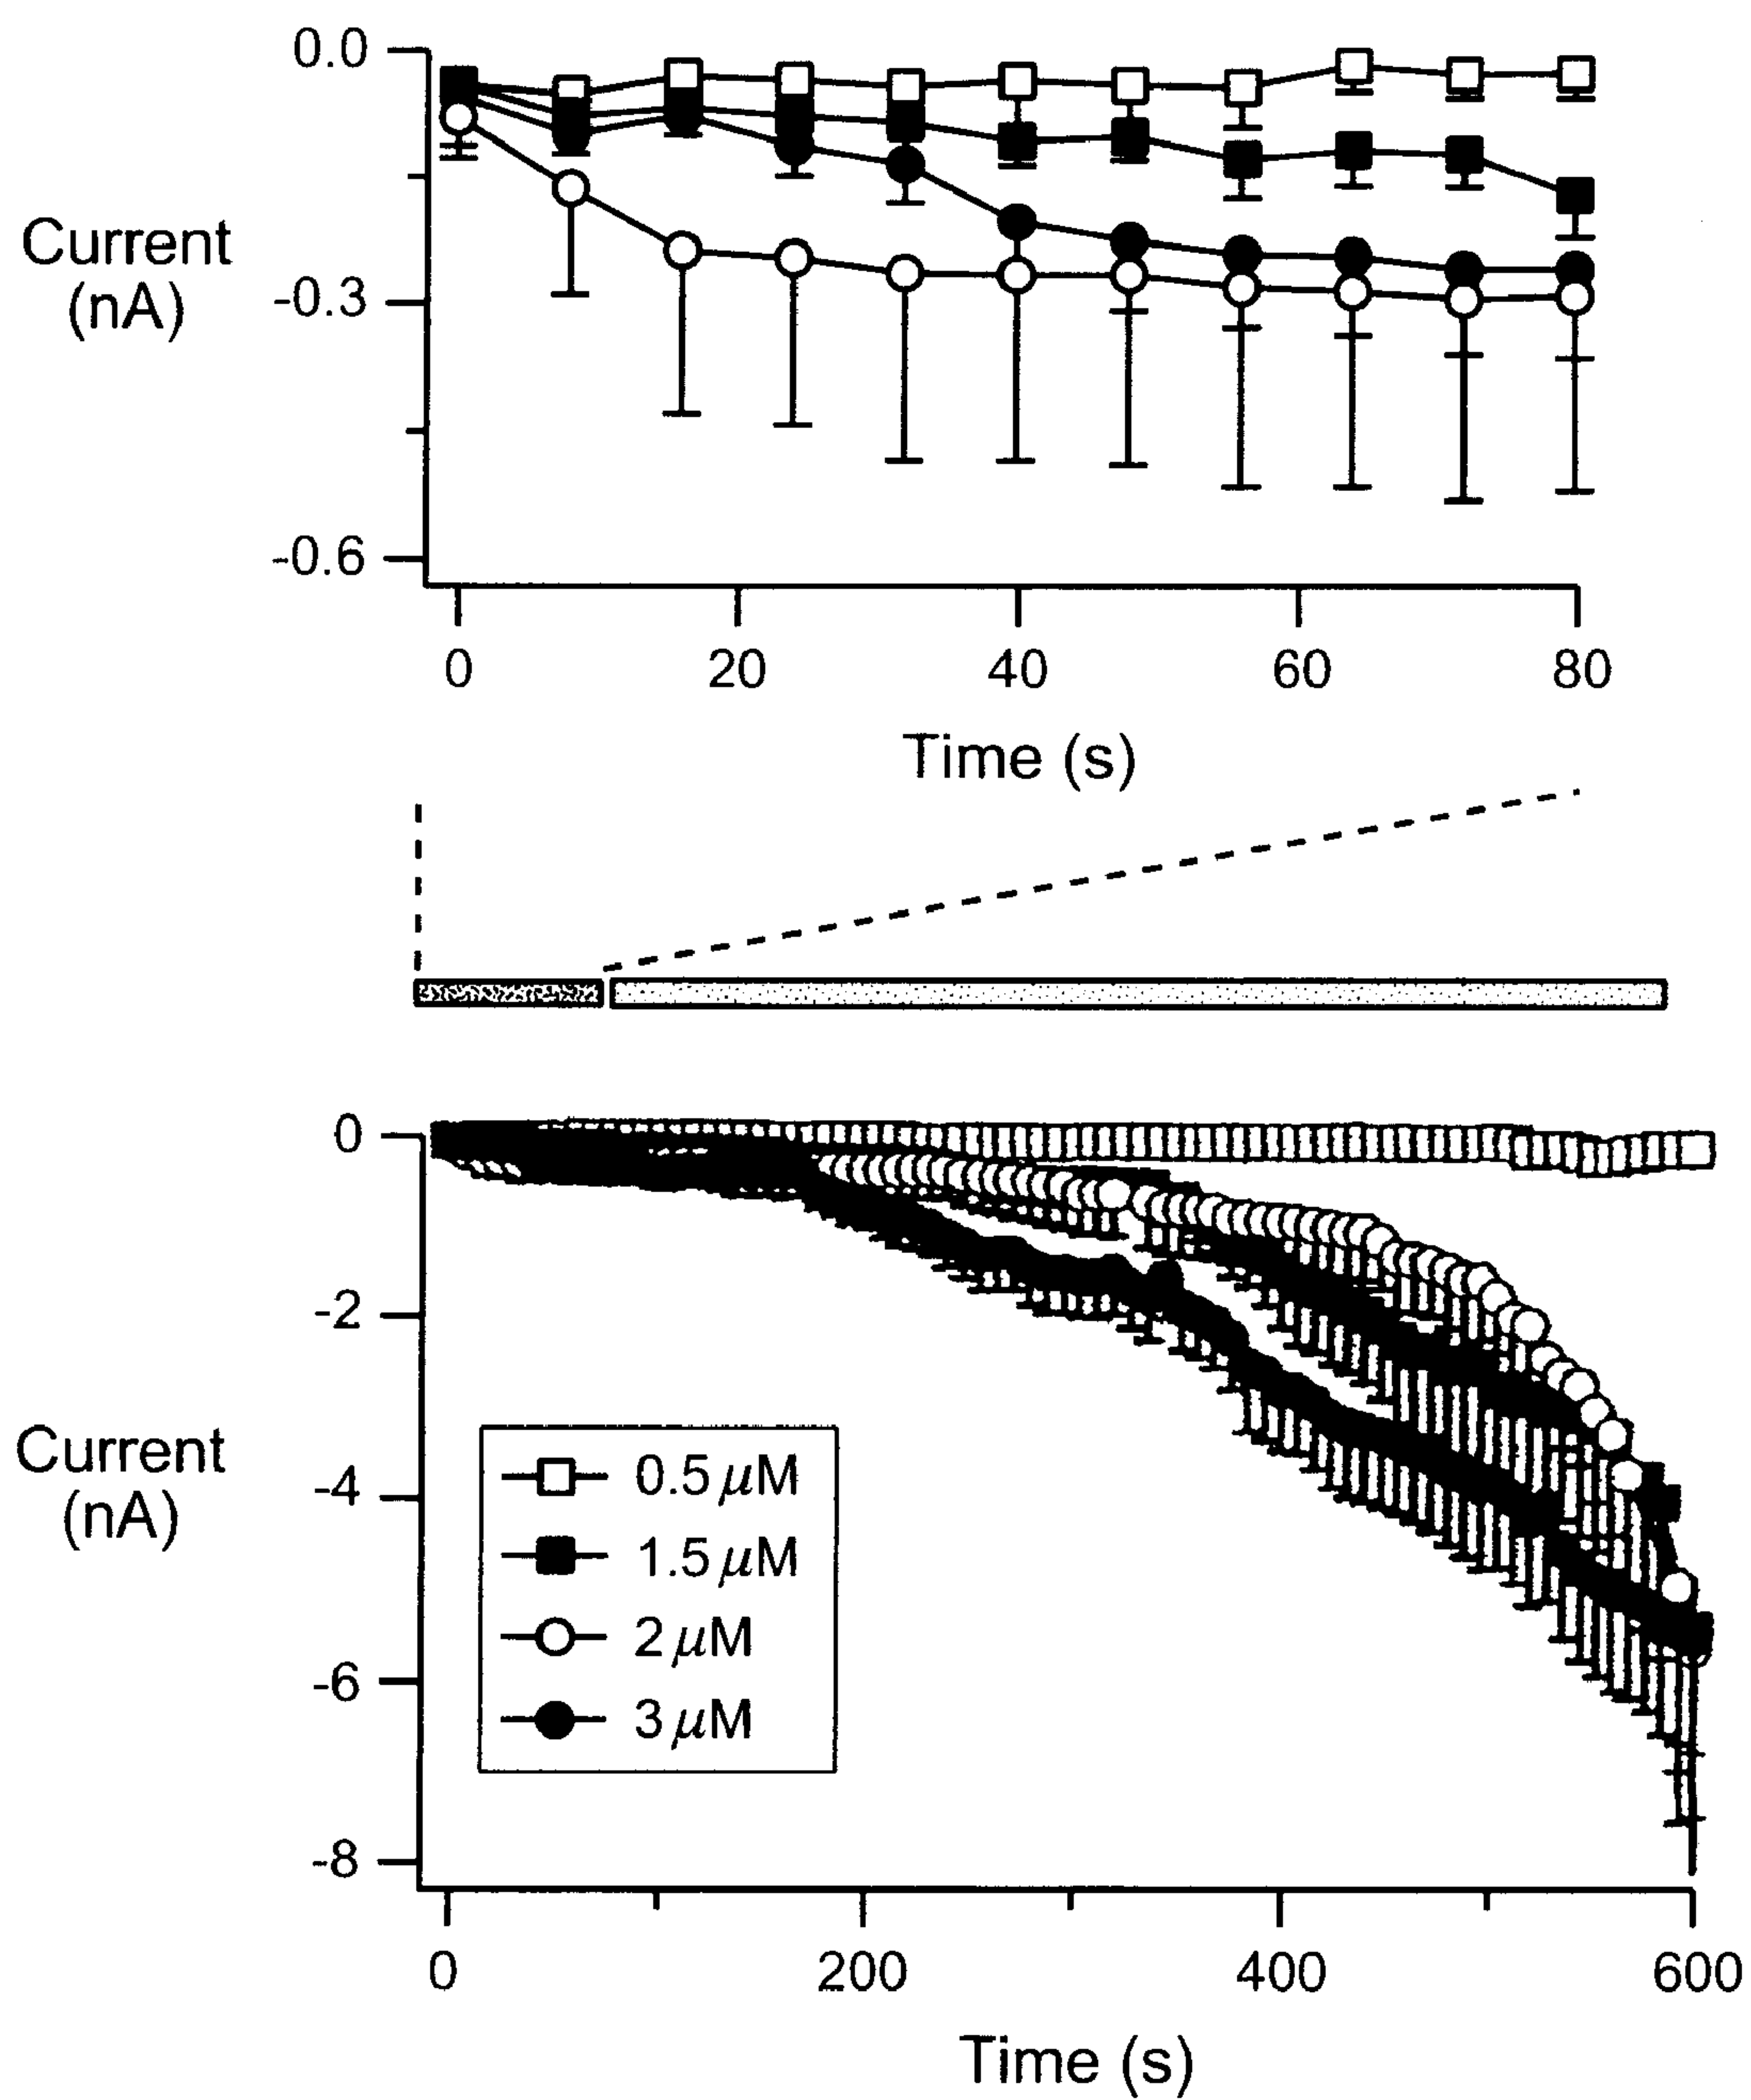 0.0
-0.3
-0.6
Current
(nA)
0 20 40 60 80
Time (s)
0
-2
-4
-6
-8
Current
(nA)
0.5 μM
1.5 μM
2 μM
3 μM
0 200 400 600
Time (s)